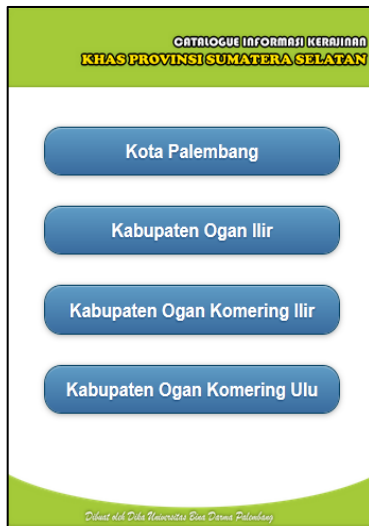 CATALOGUE INFORMASI KERAJINAN
KHAS PROVINSI SUMATERA SELATAN
Kota Palembang
Kabupaten Ogan Ilir
Kabupaten Ogan Komering Ilir
Kabupaten Ogan Komering Ulu
Dibuat oleh Dika Universitas Bina Darma Palembang